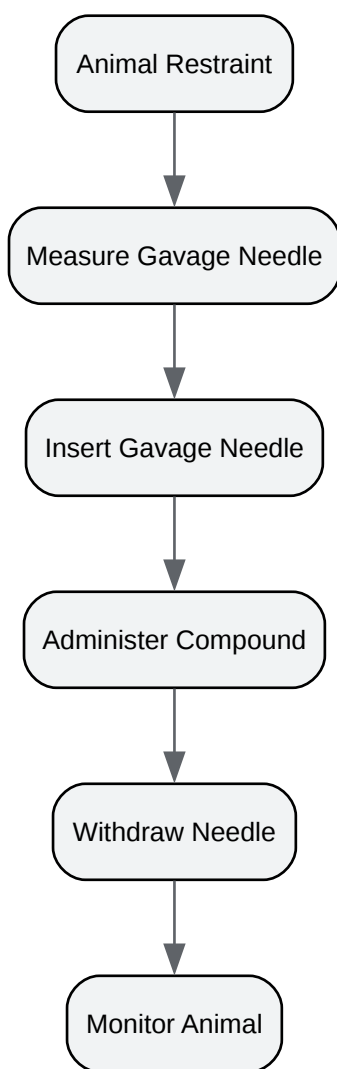 Animal Restraint
Measure Gavage Needle
Insert Gavage Needle
Administer Compound
Withdraw Needle
Monitor Animal